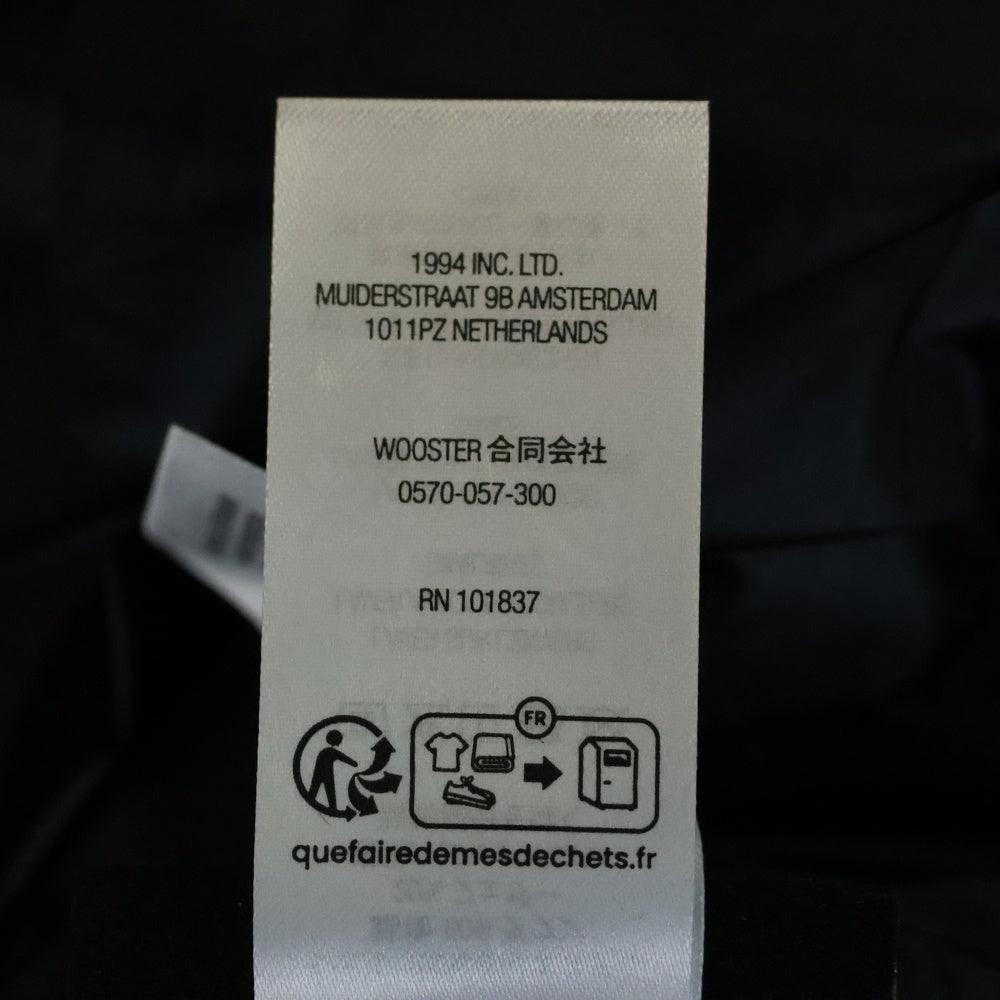 1994 INC. LTD.
MUIDERSTRAAT 9B AMSTERDAM
1011PZ NETHERLANDS
WOOSTER 合同会社
0570-057-300
RN 101837
FR
quefairedemesdechets.fr